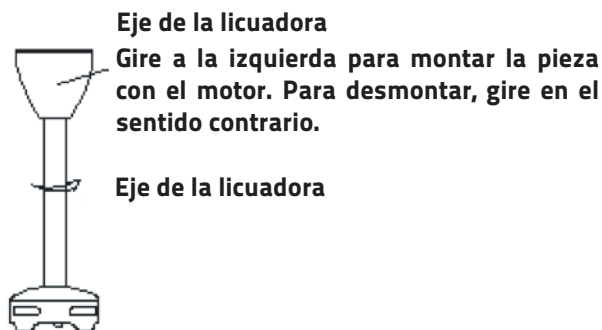 Eje de la licuadora
Gire a la izquierda para montar la pieza
con el motor. Para desmontar, gire en el
sentido contrario.
Eje de la licuadora